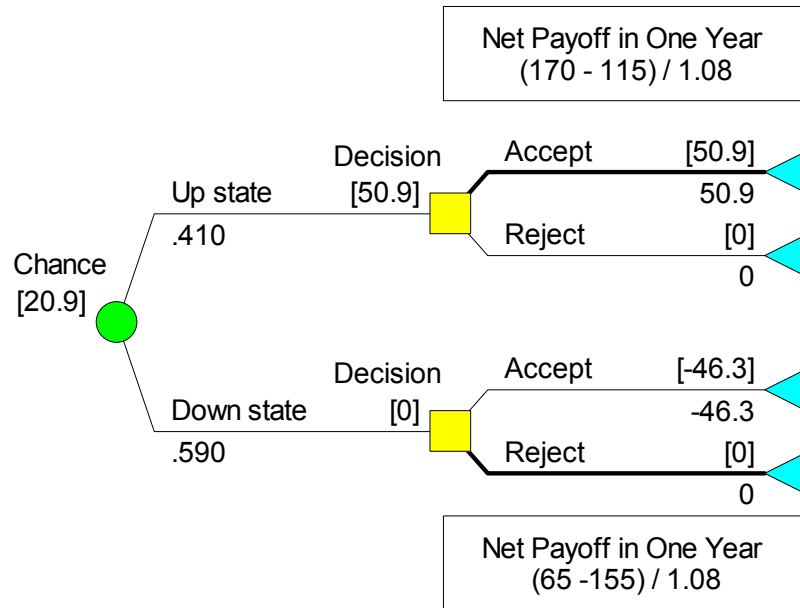 Net Payoff in One Year
(170 - 115) / 1.08
Decision
[50.9]
Accept
[50.9]
50.9
Up state
.410
Reject
[0]
0
Chance
[20.9]
Decision
[0]
Accept
[-46.3]
-46.3
Down state
.590
Reject
[0]
0
Net Payoff in One Year
(65 -155) / 1.08